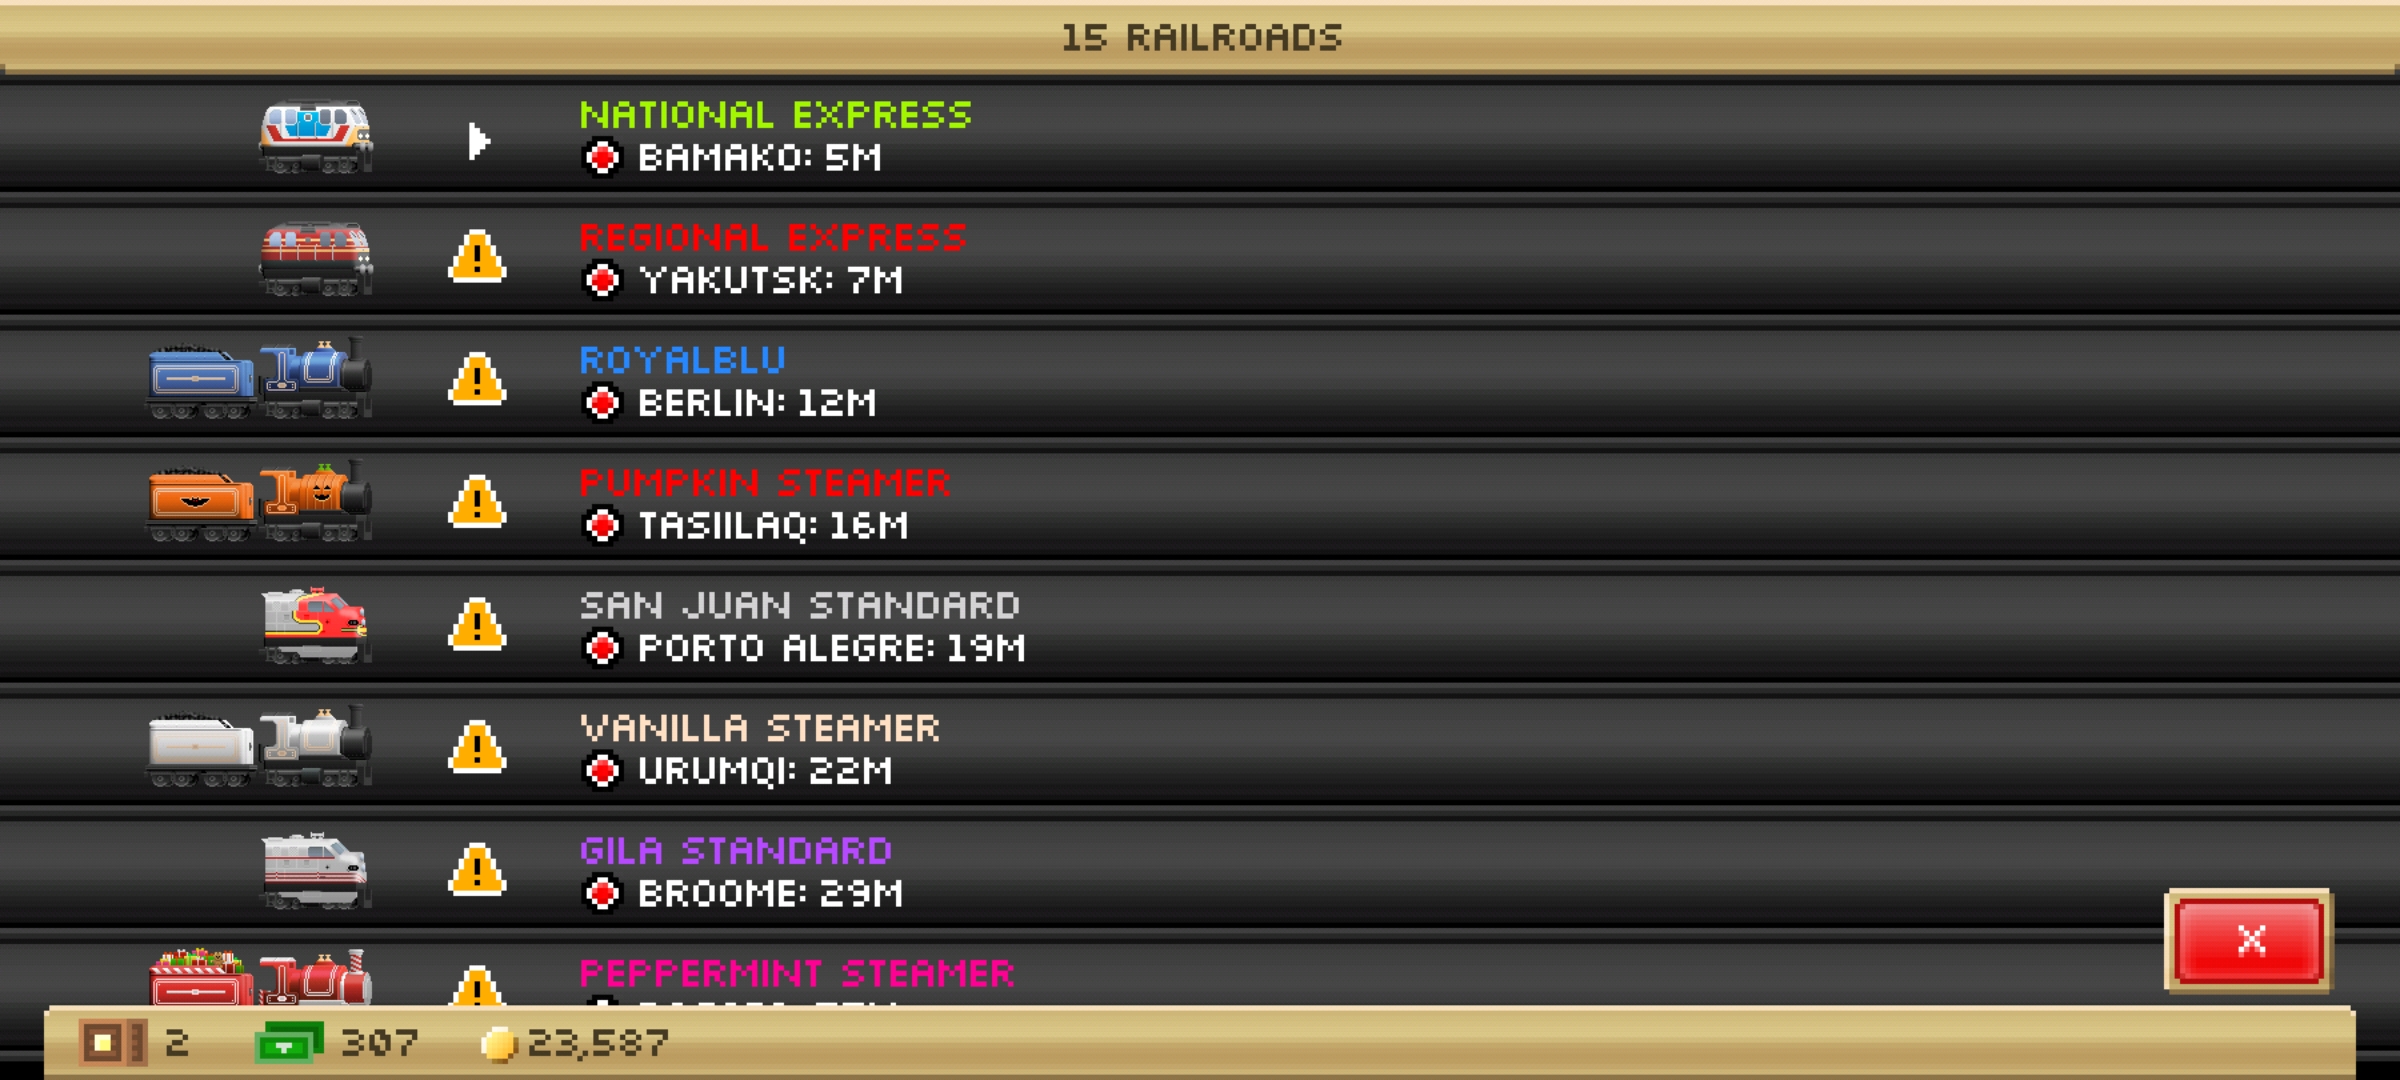 15 RAILROADS
NATIONAL EXPRESS
BAMAKO: 5M
REGIONAL EXPRESS
YAKUTSK: 7M
ROYALBLU
BERLIN: 12M
PUMPKIN STEAMER
TASIILAQ: 16M
SAN JUAN STANDARD
PORTO ALEGRE: 19M
VANILLA STEAMER
URUMQI: 22M
GILA STANDARD
BROOME: 29M
X
PEPPERMINT STEAMER
2 307 23,587